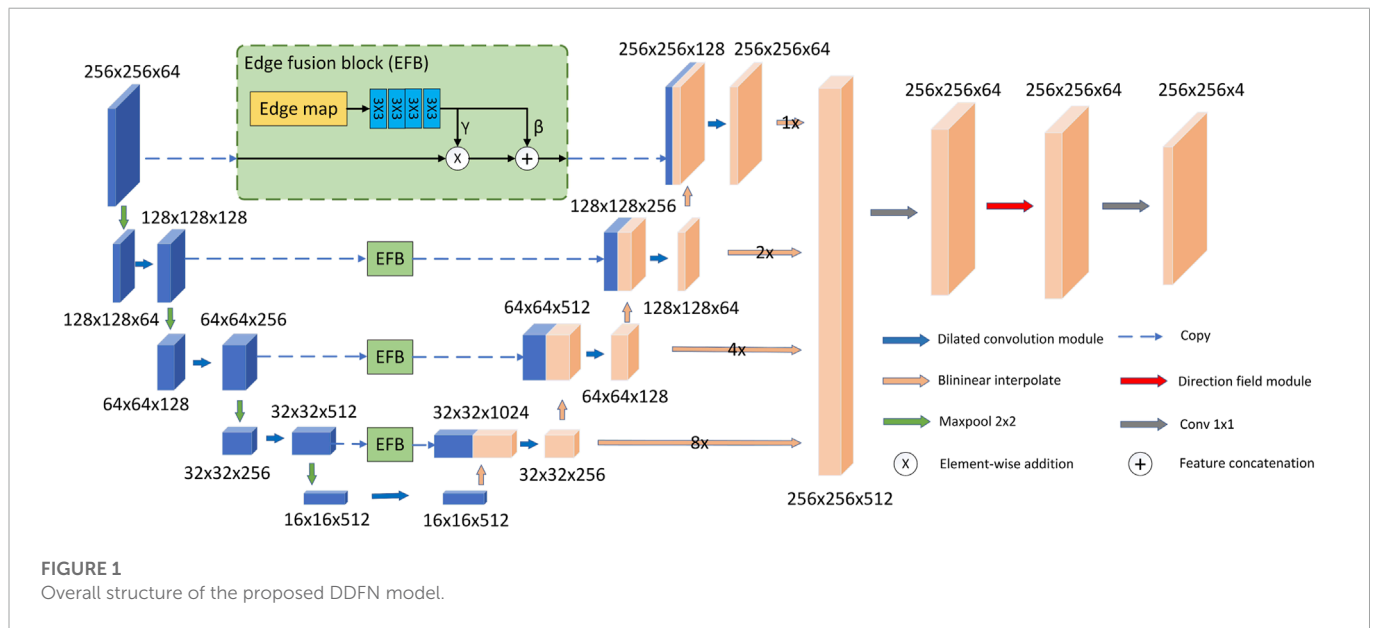 256x256x64
Edge fusion block (EFB)
Edge map
3X3
3X3
3X3
3X3
γ
β
X
+
256x256x128
256x256x64
1x
256x256x64
256x256x64
256x256x4
128x128x128
128x128x64
EFB
128x128x256
128x128x64
2x
64x64x256
64x64x128
EFB
64x64x512
64x64x128
4x
32x32x512
32x32x256
EFB
32x32x1024
32x32x256
8x
16x16x512
16x16x512
256x256x512
Dilated convolution module
Copy
Blininear interpolate
Direction field module
Maxpool 2x2
Conv 1x1
X
Element-wise addition
+
Feature concatenation
FIGURE 1
Overall structure of the proposed DDFN model.